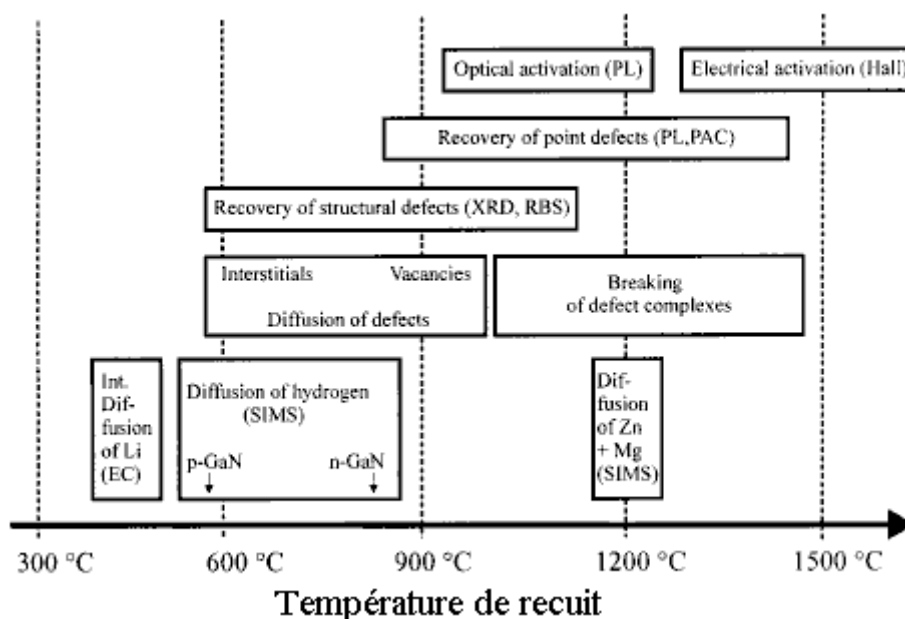 Optical activation (PL)
Electrical activation (Hall)
Recovery of point defects (PL,PAC)
Recovery of structural defects (XRD, RBS)
Interstitials
Vacancies
Diffusion of defects
Breaking
of defect complexes
Int.
Dif-
fusion
of Li
(EC)
Diffusion of hydrogen
(SIMS)
p-GaN
n-GaN
Dif-
fusion
of Zn
+ Mg
(SIMS)
300 °C
600 °C
900 °C
1200 °C
1500 °C
Température de recuit